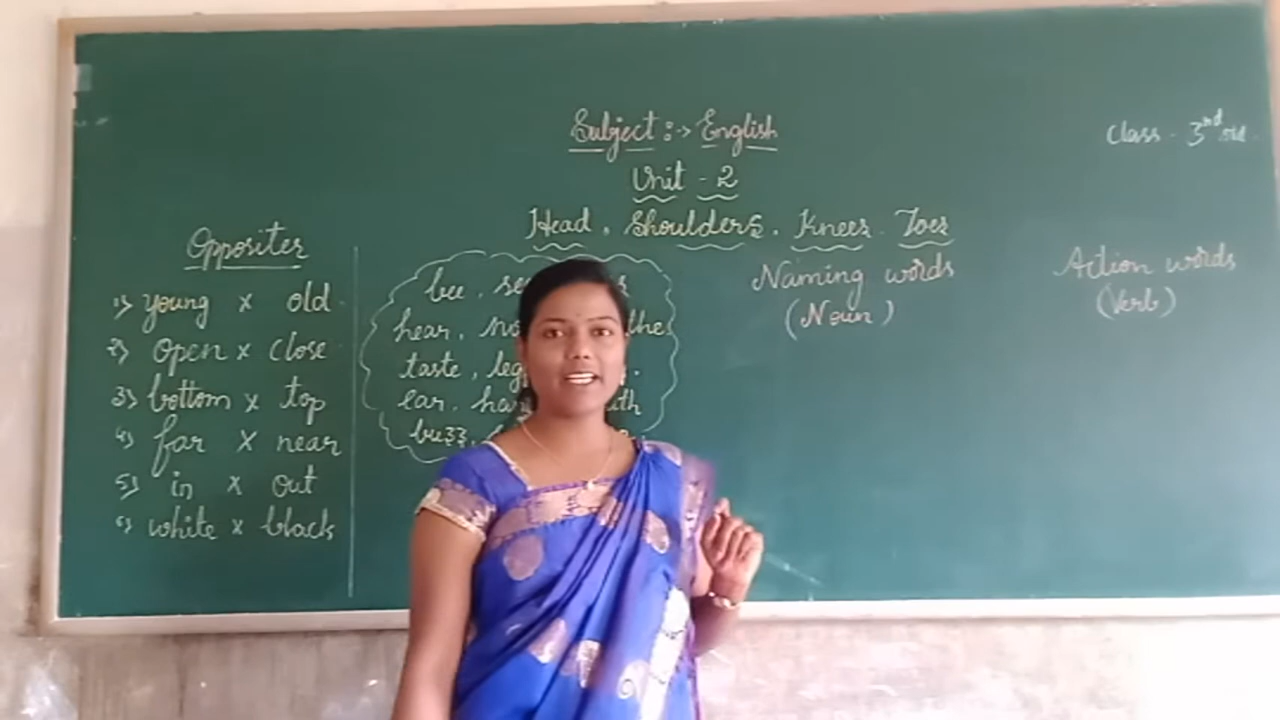 Subject :-> English
Class - 3rd
Unit - 2
Head, Shoulders, Knees Toes
Opposites
1) young x old
2) open x close
3) bottom x top
4) far x near
5) in x out
6) white x black
bee,
hear,
taste,
ear,
buzz,
Naming words
(Noun)
Action words
(Verb)